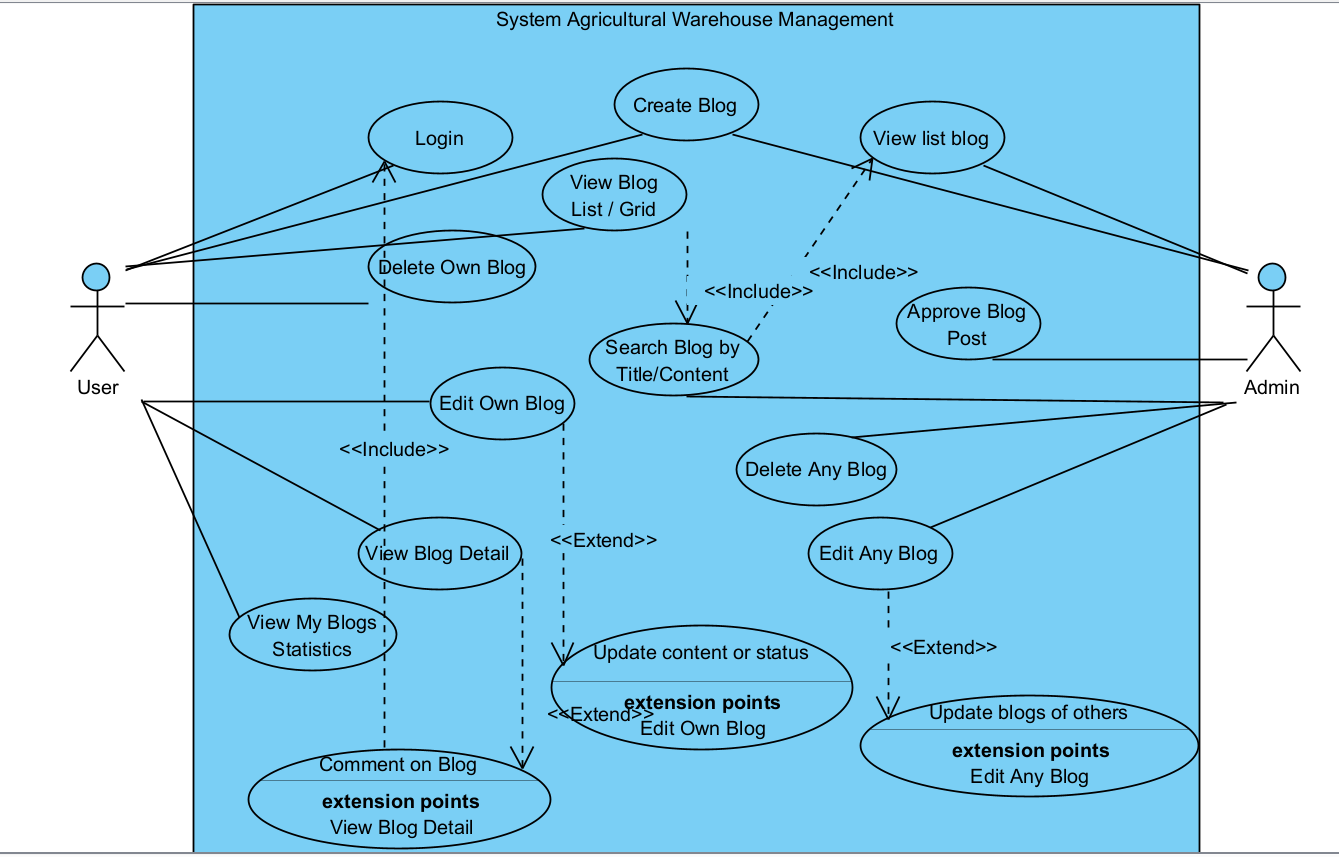 System Agricultural Warehouse Management
Create Blog
Login
View list blog
View Blog
List / Grid
Delete Own Blog
<<Include>>
<<Include>>
Approve Blog
Post
Search Blog by
Title/Content
User
Admin
Edit Own Blog
<<Include>>
Delete Any Blog
<<Extend>>
View Blog Detail
Edit Any Blog
View My Blogs
Statistics
<<Extend>>
Update content or status
extension points
Edit Own Blog
<<Extend>>
Update blogs of others
extension points
Edit Any Blog
Comment on Blog
extension points
View Blog Detail